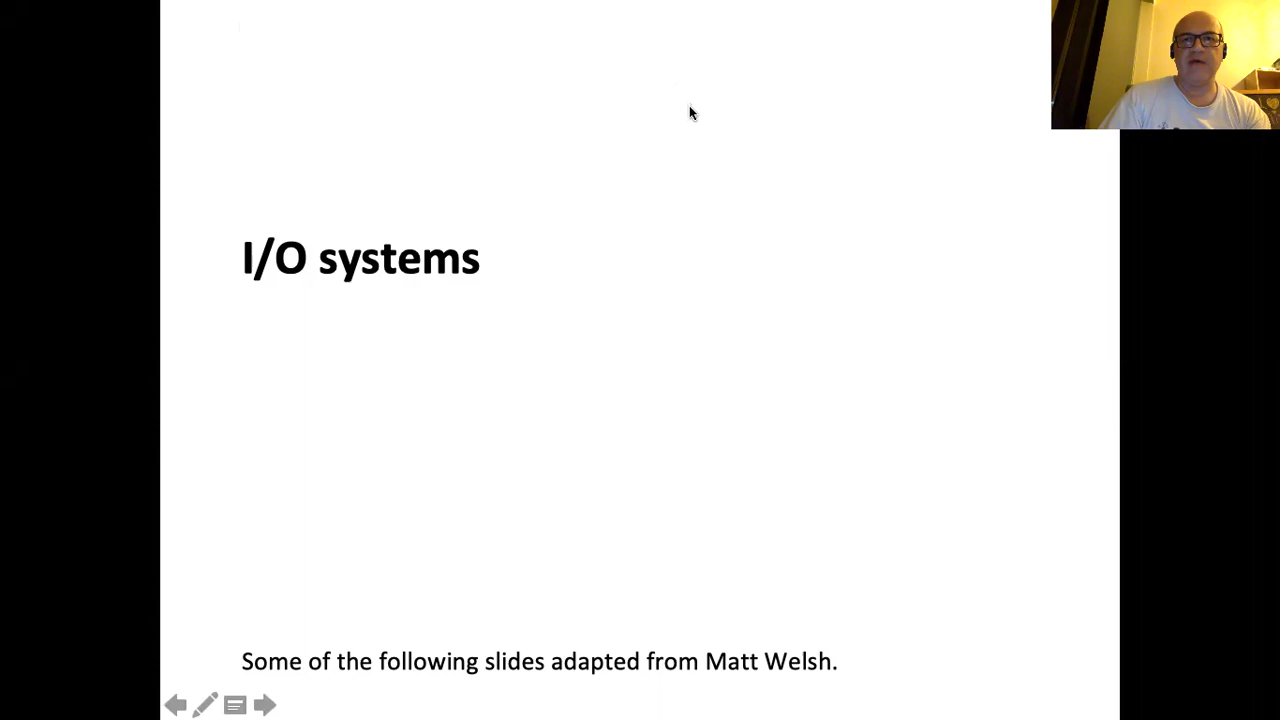 I/O systems
Some of the following slides adapted from Matt Welsh.